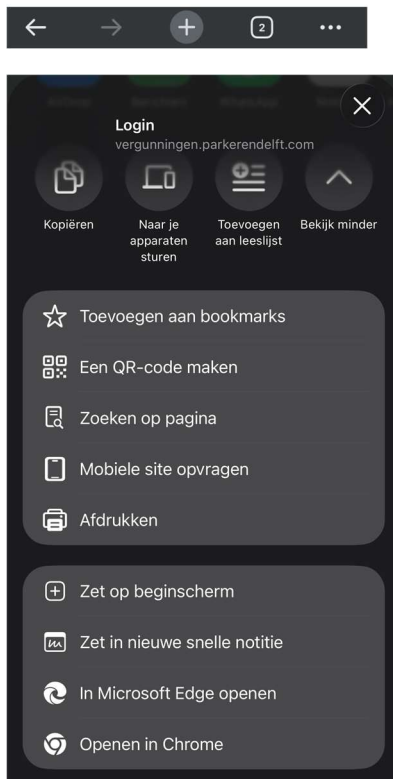 2
Login
vergunningen.parkerendelft.com
Kopiëren
Naar je
apparaten
sturen
Toevoegen
aan leeslijst
Bekijk minder
Toevoegen aan bookmarks
Een QR-code maken
Zoeken op pagina
Mobiele site opvragen
Afdrukken
Zet op beginscherm
Zet in nieuwe snelle notitie
In Microsoft Edge openen
Openen in Chrome